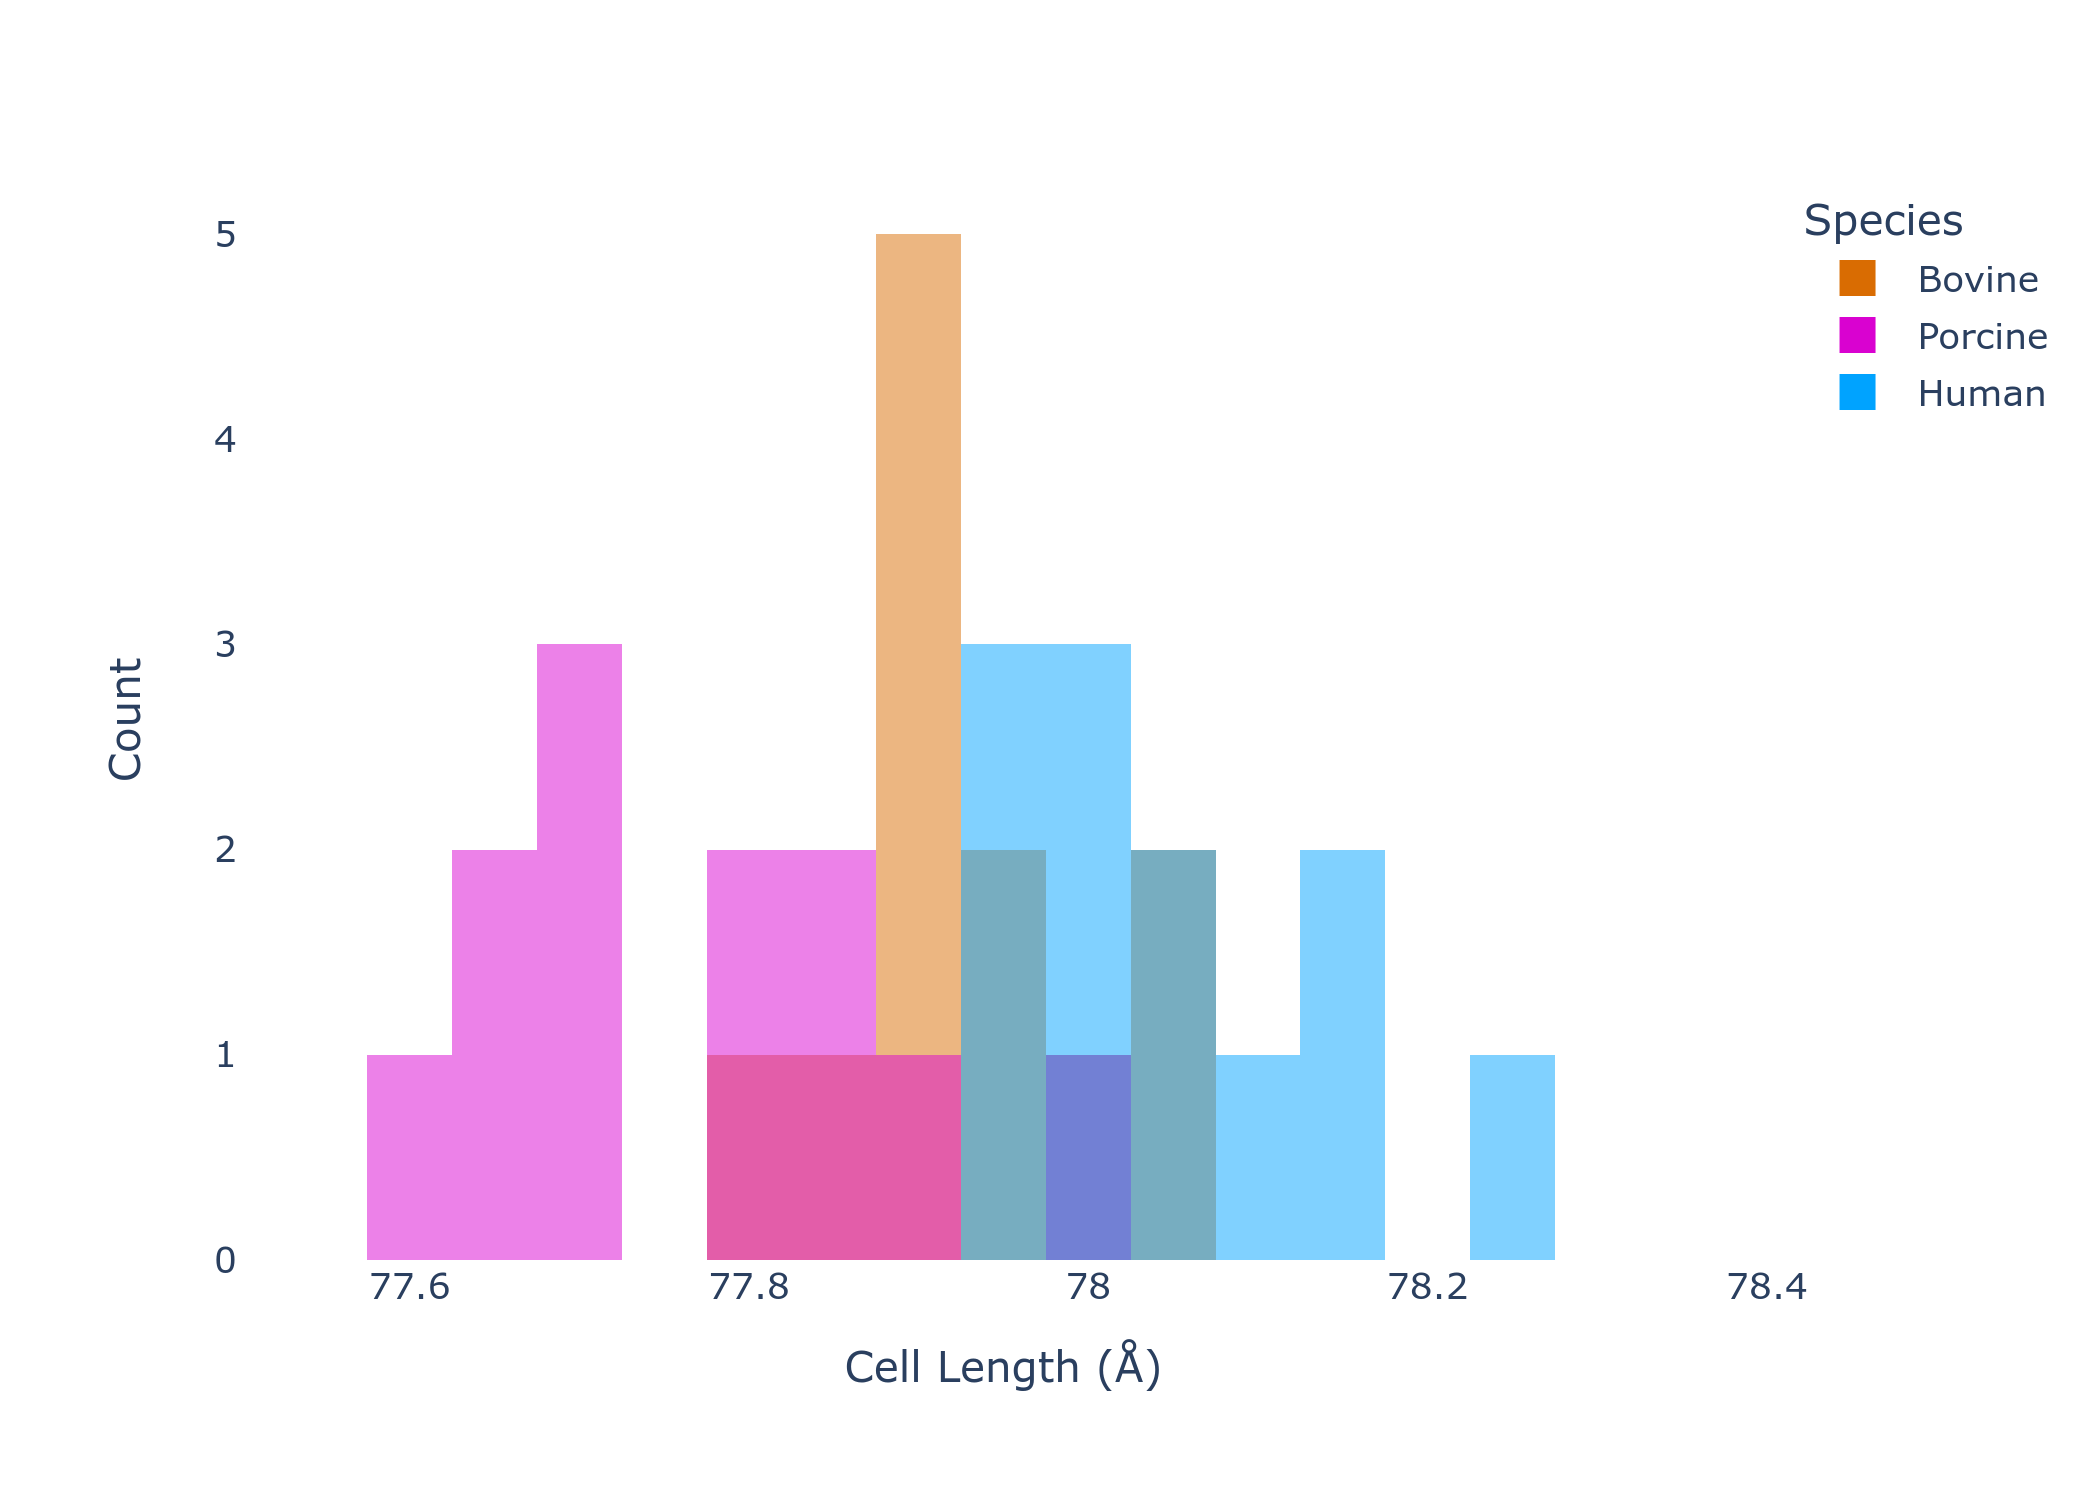 Species
Bovine
Porcine
Human
5
4
3
2
1
0
Count
77.6
77.8
78
78.2
78.4
Cell Length (Å)